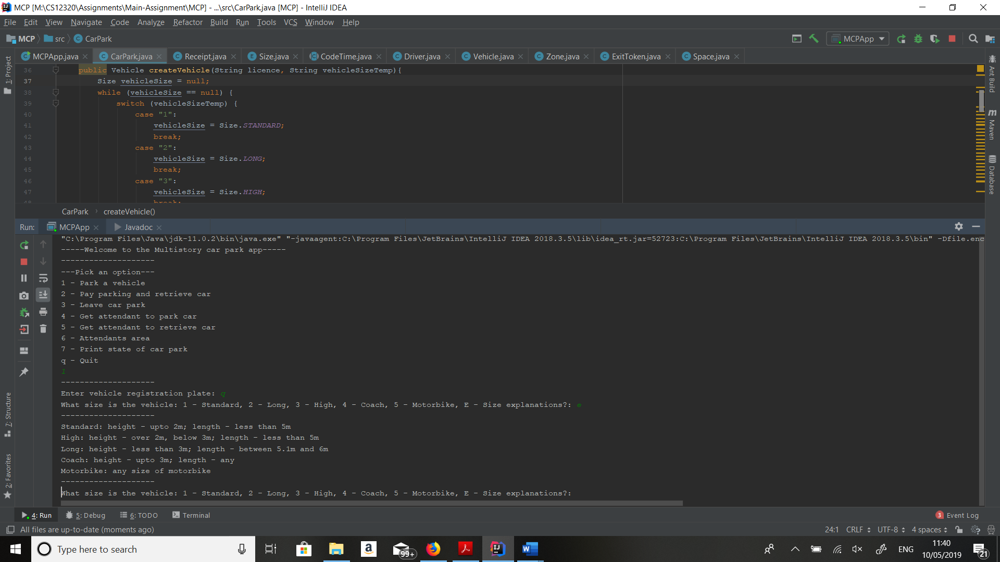 MCP [M:\CS12320\Assignments\Main-Assignment\MCP] - ...\src\CarPark.java [MCP] - IntelliJ IDEA
File Edit View Navigate Code Analyze Refactor Build Run Tools VCS Window Help
MCP src CarPark MCPApp
MCPApp.java CarPark.java Receipt.java Size.java CodeTime.java Driver.java Vehicle.java Zone.java ExitToken.java Space.java
1: Project
Ant Build
Maven
Database
36 public Vehicle createVehicle(String licence, String vehicleSizeTemp){
37 Size vehicleSize = null;
38 while (vehicleSize == null) {
39 switch (vehicleSizeTemp) {
40 case "1":
41 vehicleSize = Size.STANDARD;
42 break;
43 case "2":
44 vehicleSize = Size.LONG;
45 break;
46 case "3":
47 vehicleSize = Size.HIGH;
48 break;
CarPark createVehicle()
Run: MCPApp Javadoc
"C:\Program Files\Java\jdk-11.0.2\bin\java.exe" "-javaagent:C:\Program Files\JetBrains\IntelliJ IDEA 2018.3.5\lib\idea_rt.jar=52723:C:\Program Files\JetBrains\IntelliJ IDEA 2018.3.5\bin" -Dfile.enc
-----Welcome to the Multistory car park app-----
--------------------
---Pick an option---
1 - Park a vehicle
2 - Pay parking and retrieve car
3 - Leave car park
4 - Get attendant to park car
5 - Get attendant to retrieve car
6 - Attendants area
7 - Print state of car park
q - Quit
1
--------------------
Enter vehicle registration plate: q
What size is the vehicle: 1 - Standard, 2 - Long, 3 - High, 4 - Coach, 5 - Motorbike, E - Size explanations?: e
--------------------
Standard: height - upto 2m; length - less than 5m
High: height - over 2m, below 3m; length - less than 5m
Long: height - less than 3m; length - between 5.1m and 6m
Coach: height - upto 3m; length - any
Motorbike: any size of motorbike
--------------------
What size is the vehicle: 1 - Standard, 2 - Long, 3 - High, 4 - Coach, 5 - Motorbike, E - Size explanations?:
7: Structure
2: Favorites
4: Run 5: Debug 6: TODO Terminal 3 Event Log
All files are up-to-date (moments ago) 24:1 CRLF UTF-8 4 spaces
Type here to search 99+ ENG 11:40
10/05/2019 21